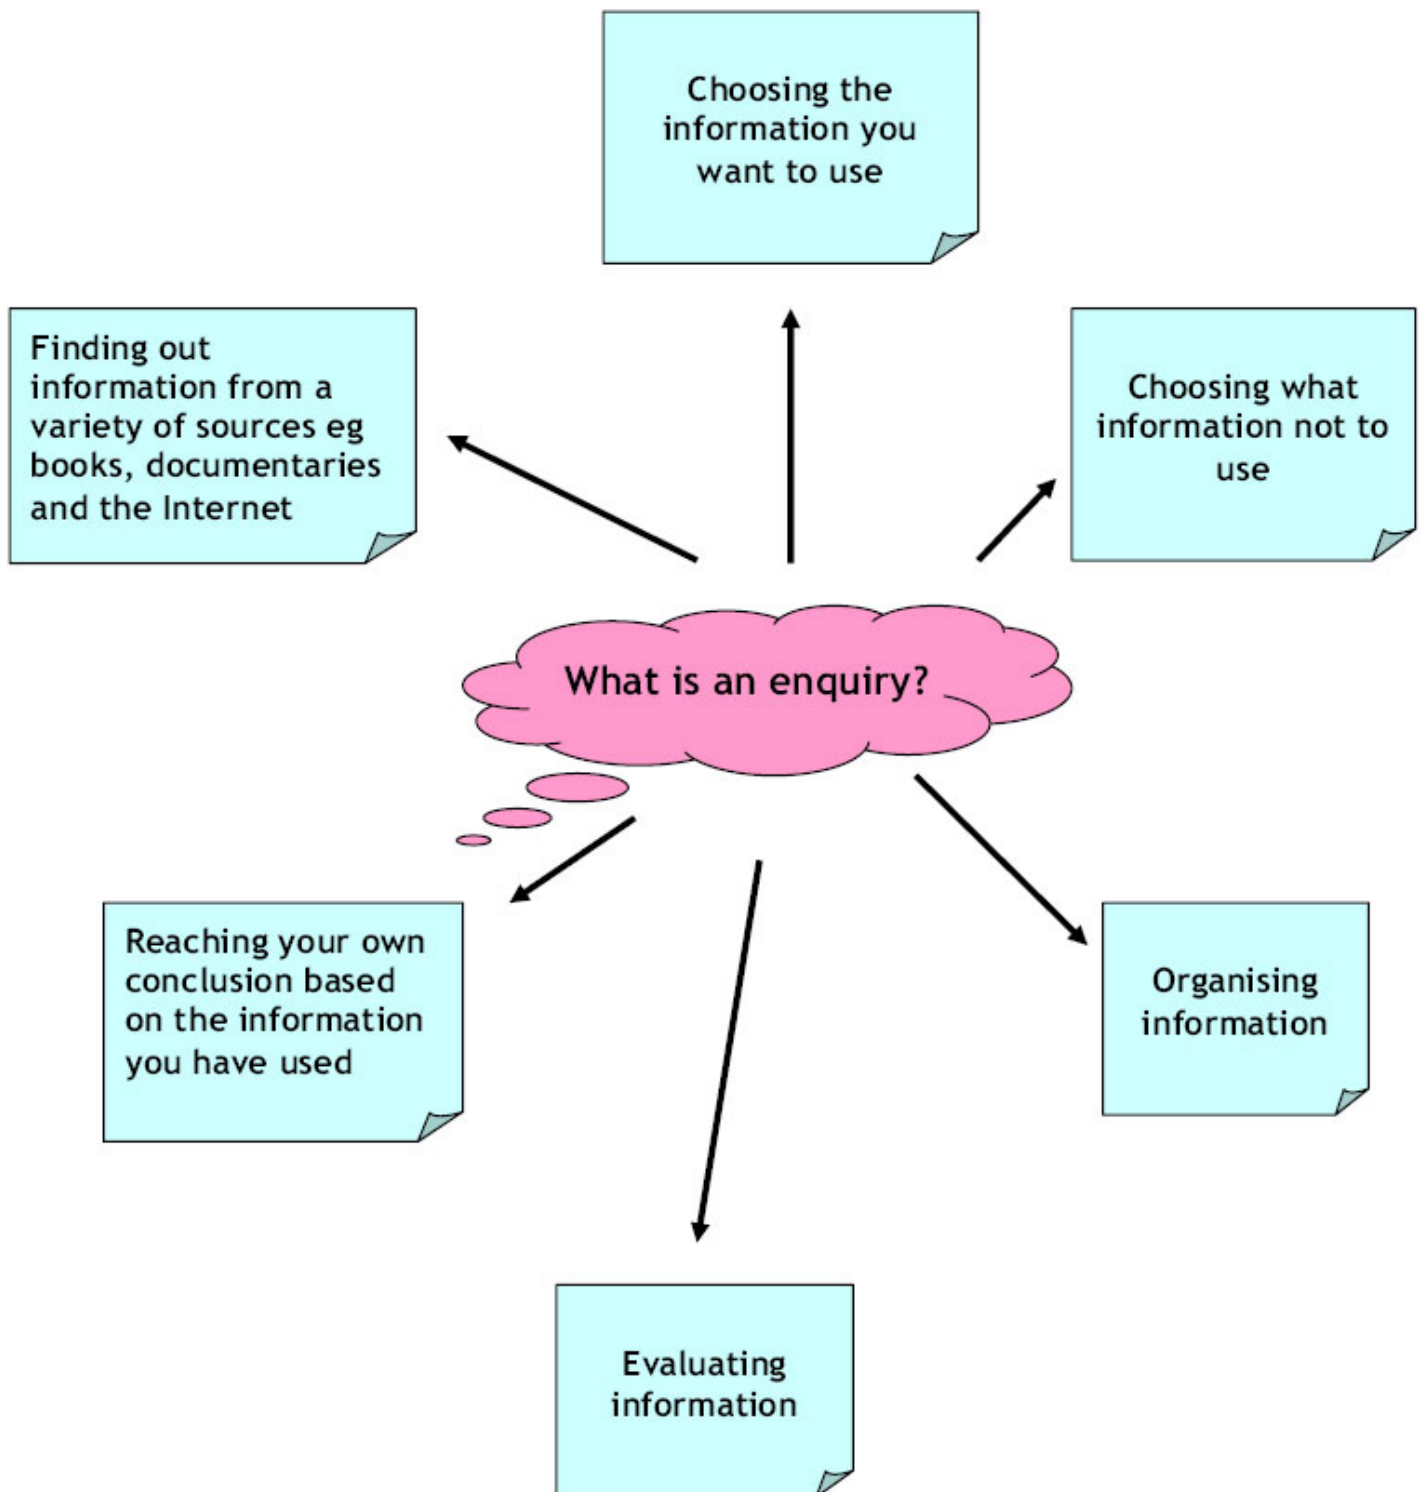 Choosing the
information you
want to use
Finding out
information from a
variety of sources eg
books, documentaries
and the Internet
Choosing what
information not to
use
What is an enquiry?
Reaching your own
conclusion based
on the information
you have used
Organising
information
Evaluating
information